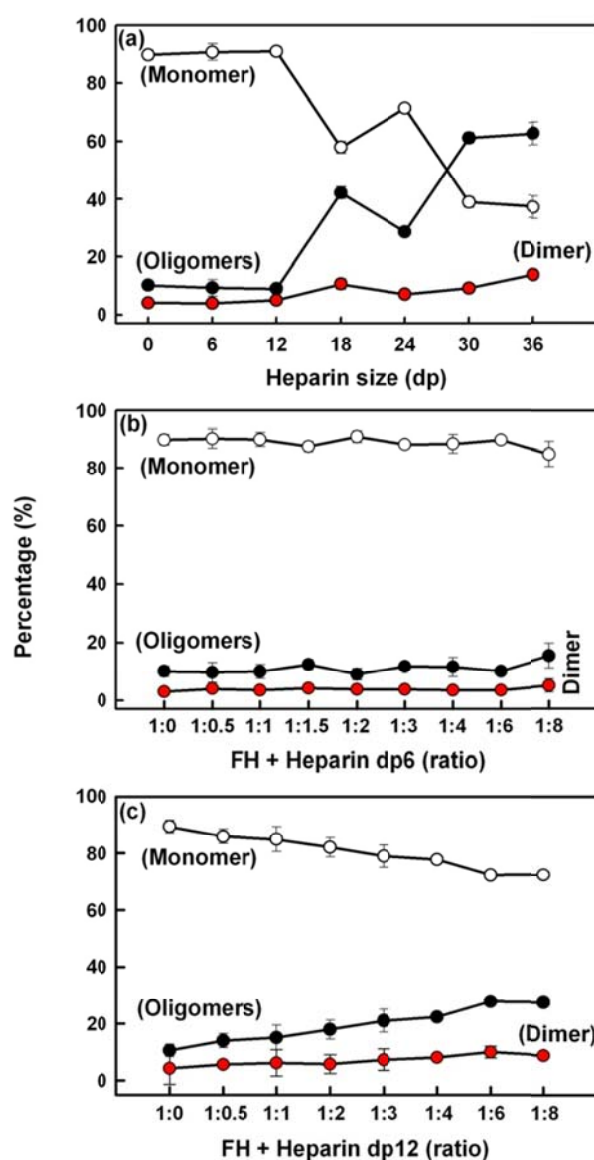 100
(a)
80
(Monomer)
60
40
20
(Oligomers)
(Dimer)
0
0 6 12 18 24 30 36
Heparin size (dp)
Percentage (%)
100
(b)
80
(Monomer)
60
40
20
(Oligomers)
Dimer
0
1:0 1:0.5 1:1 1:1.5 1:2 1:3 1:4 1:6 1:8
FH + Heparin dp6 (ratio)
100
(c)
80
(Monomer)
60
40
20
(Oligomers)
(Dimer)
0
1:0 1:0.5 1:1 1:2 1:3 1:4 1:6 1:8
FH + Heparin dp12 (ratio)